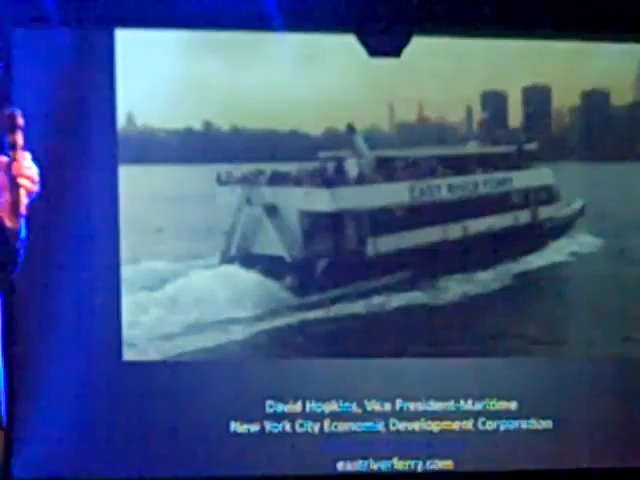 EAST RIVER FERRY
David Hopkins, Vice President-Maritime
New York City Economic Development Corporation
eastriverferry.com